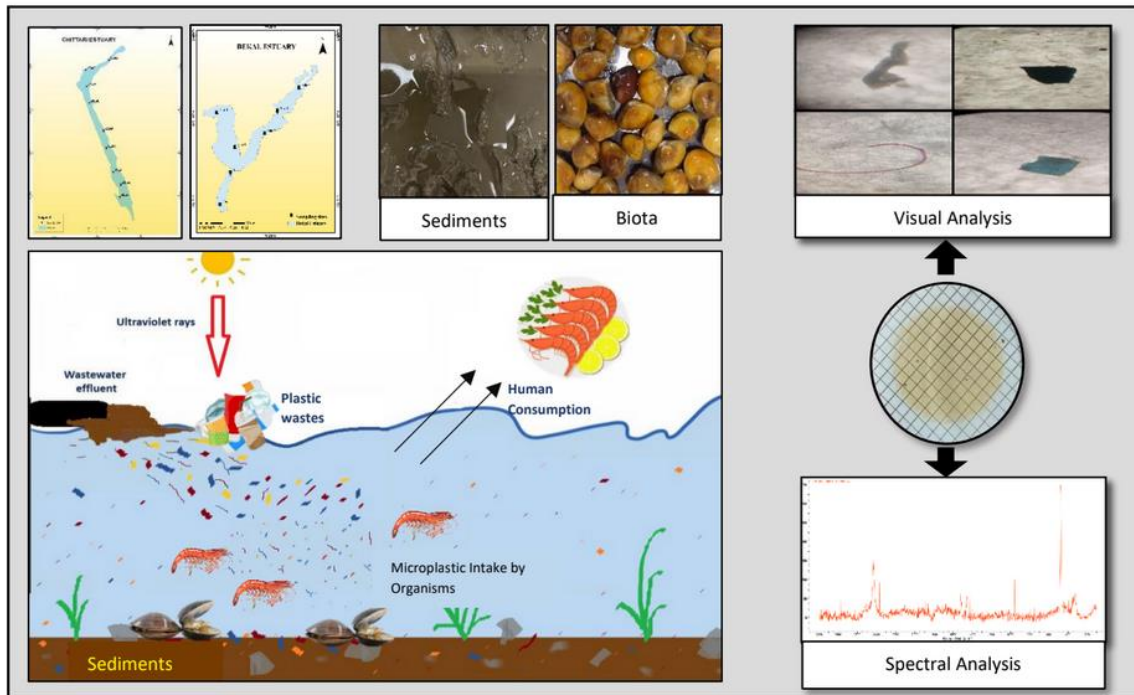 CHITTARI ESTUARY
BEKAL ESTUARY
Sediments
Biota
Visual Analysis
Ultraviolet rays
Wastewater
effluent
Plastic
wastes
Human
Consumption
Microplastic Intake by
Organisms
Sediments
Spectral Analysis